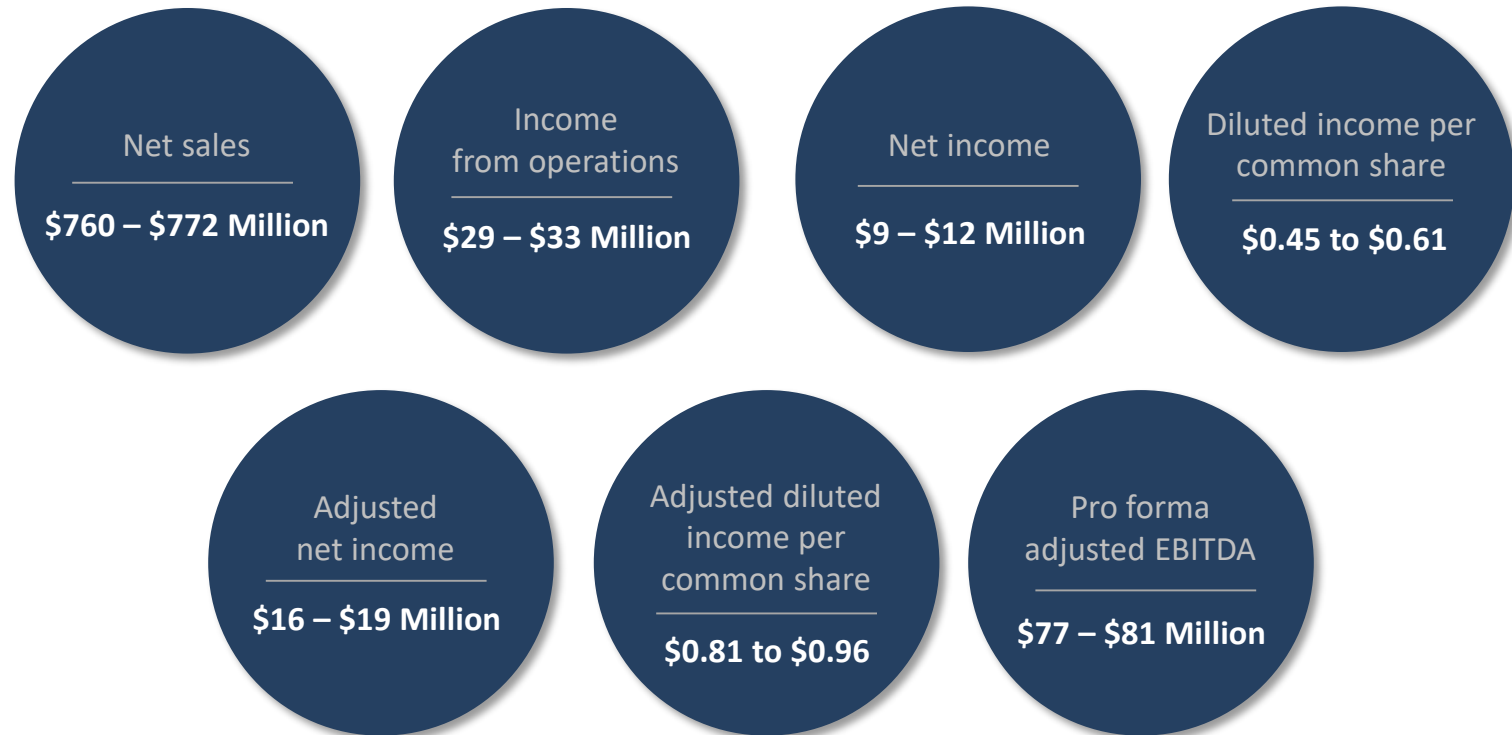 Net sales
$760 – $772 Million
Income
from operations
$29 – $33 Million
Net income
$9 – $12 Million
Diluted income per
common share
$0.45 to $0.61
Adjusted
net income
$16 – $19 Million
Adjusted diluted
income per
common share
$0.81 to $0.96
Pro forma
adjusted EBITDA
$77 – $81 Million